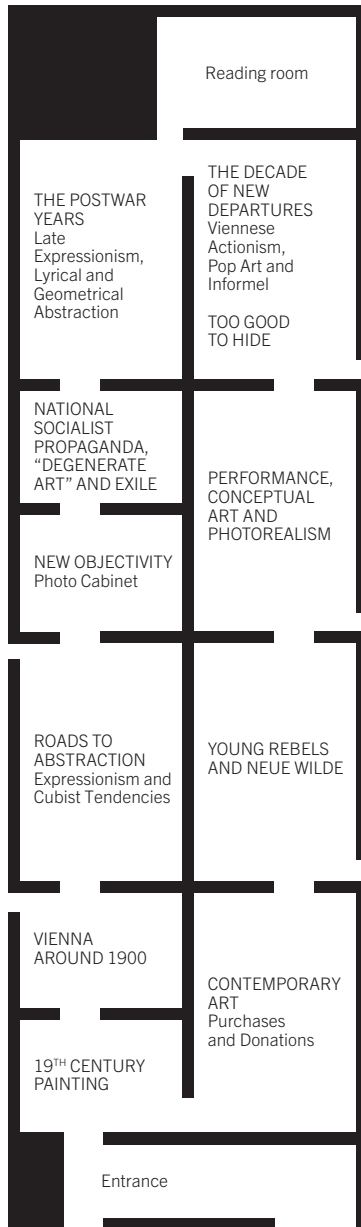 Reading room
THE POSTWAR
YEARS
Late
Expressionism,
Lyrical and
Geometrical
Abstraction
THE DECADE
OF NEW
DEPARTURES
Viennese
Actionism,
Pop Art and
Informel
TOO GOOD
TO HIDE
NATIONAL
SOCIALIST
PROPAGANDA,
“DEGENERATE
ART” AND EXILE
PERFORMANCE,
CONCEPTUAL
ART AND
PHOTOREALISM
NEW OBJECTIVITY
Photo Cabinet
ROADS TO
ABSTRACTION
Expressionism and
Cubist Tendencies
YOUNG REBELS
AND NEUE WILDE
VIENNA
AROUND 1900
CONTEMPORARY
ART
Purchases
and Donations
19TH CENTURY
PAINTING
Entrance